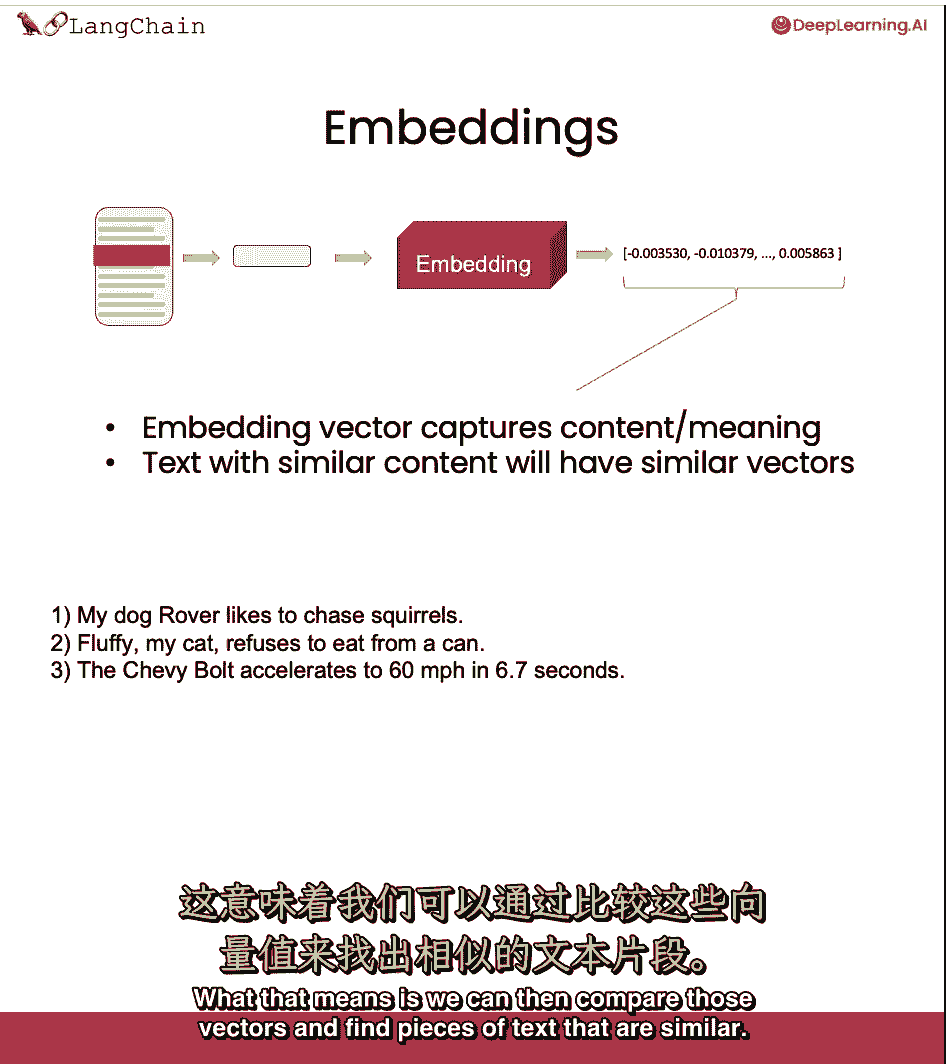 LangChain
DeepLearning.AI
Embeddings
Embedding
[-0.003530, -0.010379, ..., 0.005863 ]
• Embedding vector captures content/meaning
• Text with similar content will have similar vectors
1) My dog Rover likes to chase squirrels.
2) Fluffy, my cat, refuses to eat from a can.
3) The Chevy Bolt accelerates to 60 mph in 6.7 seconds.
这意味着我们可以通过比较这些向
量值来找出相似的文本片段。
What that means is we can then compare those
vectors and find pieces of text that are similar.